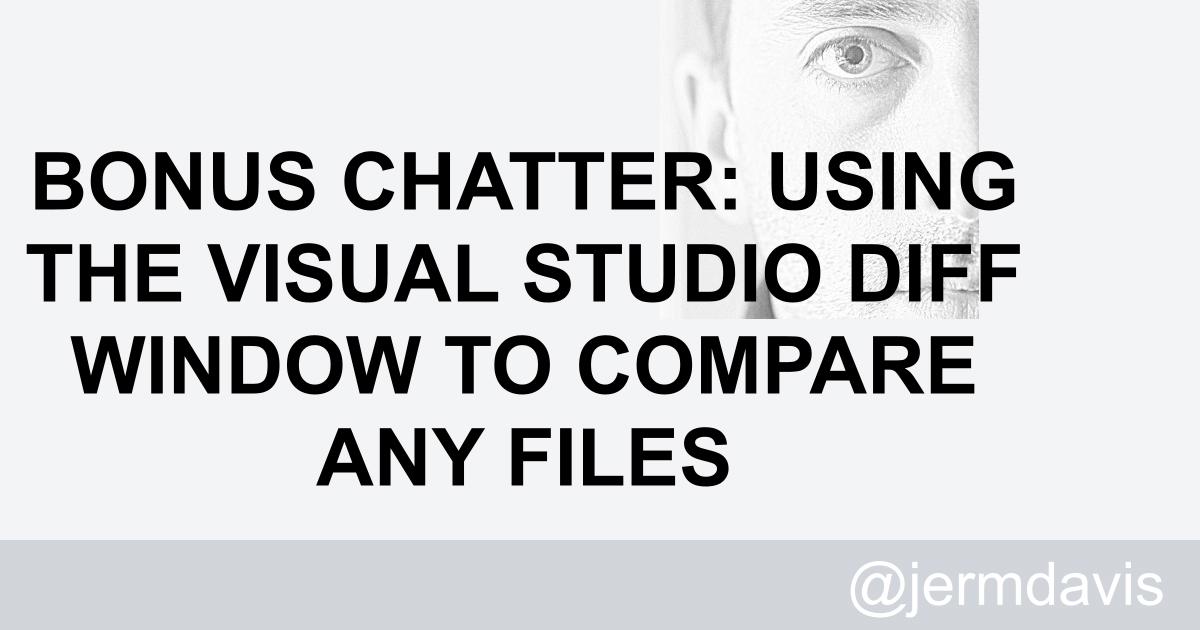 BONUS CHATTER: USING
THE VISUAL STUDIO DIFF
WINDOW TO COMPARE
ANY FILES
@jermdavis